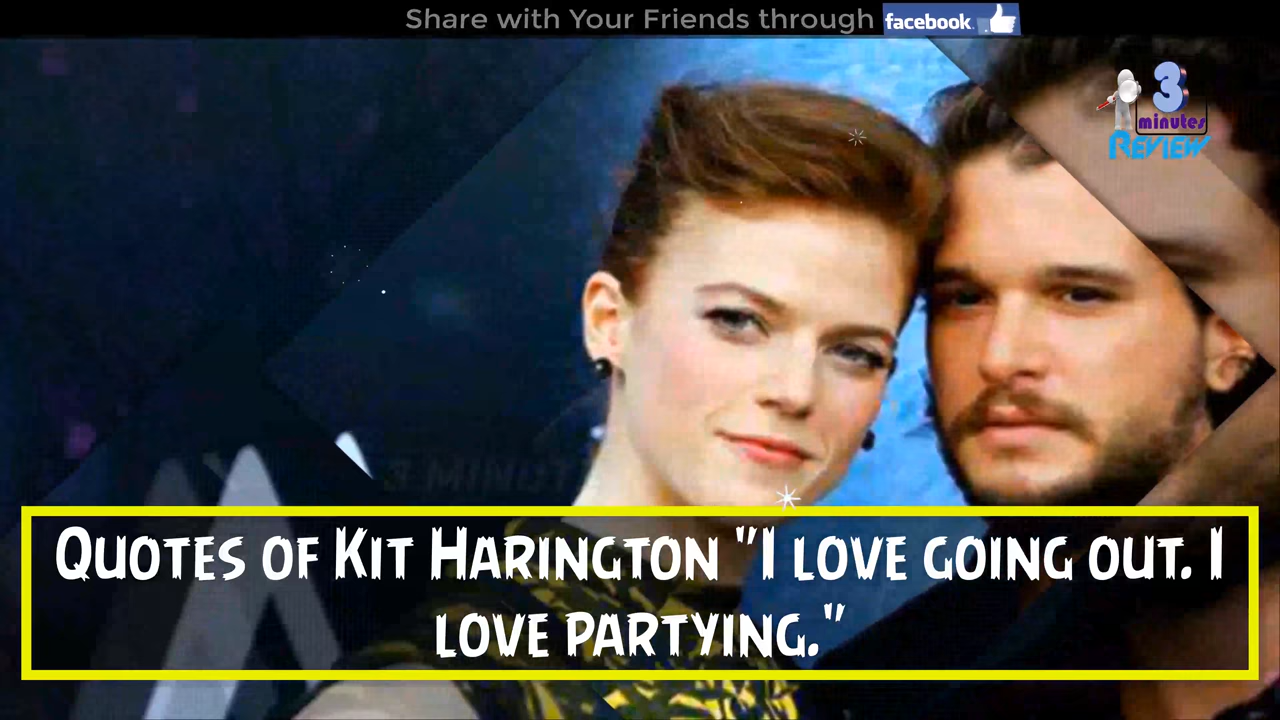 Share with Your Friends through facebook
3
minutes
Review
Quotes of Kit Harington "I love going out. I
love partying."